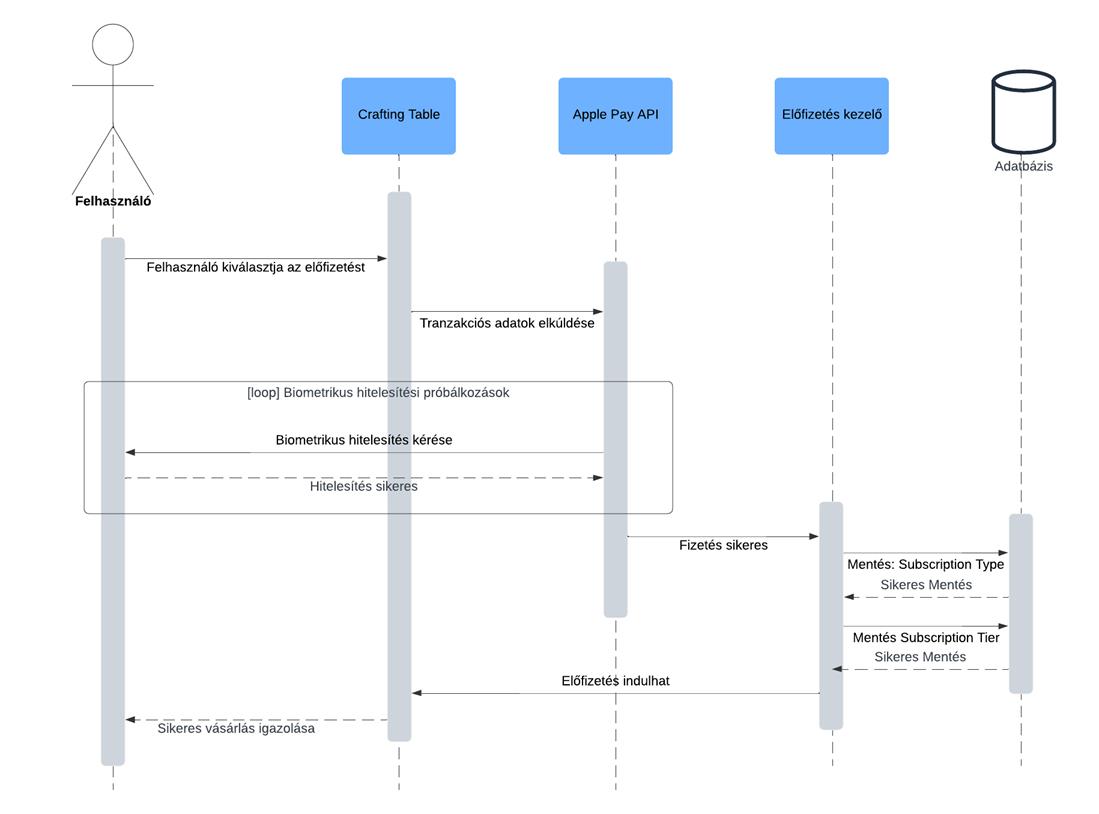 Crafting Table
Apple Pay API
Előfizetés kezelő
Adatbázis
Felhasználó
Felhasználó kiválasztja az előfizetést
Tranzakciós adatok elküldése
[loop] Biometrikus hitelesítési próbálkozások
Biometrikus hitelesítés kérése
Hitelesítés sikeres
Fizetés sikeres
Mentés: Subscription Type
Sikeres Mentés
Mentés Subscription Tier
Sikeres Mentés
Előfizetés indulhat
Sikeres vásárlás igazolása